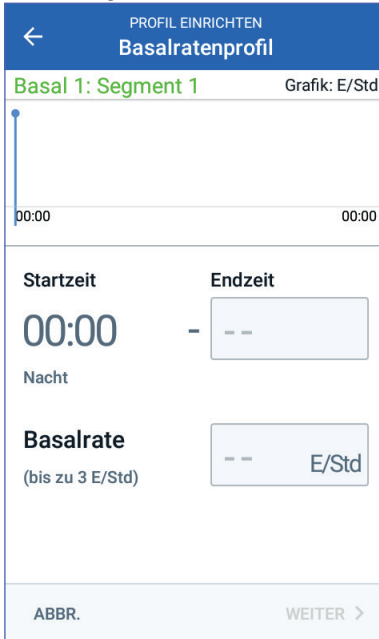 PROFIL EINRICHTEN
Basalratenprofil
Basal 1: Segment 1 Grafik: E/Std
00:00 00:00
Startzeit Endzeit
00:00 - --
Nacht
Basalrate
(bis zu 3 E/Std) -- E/Std
ABBR. WEITER